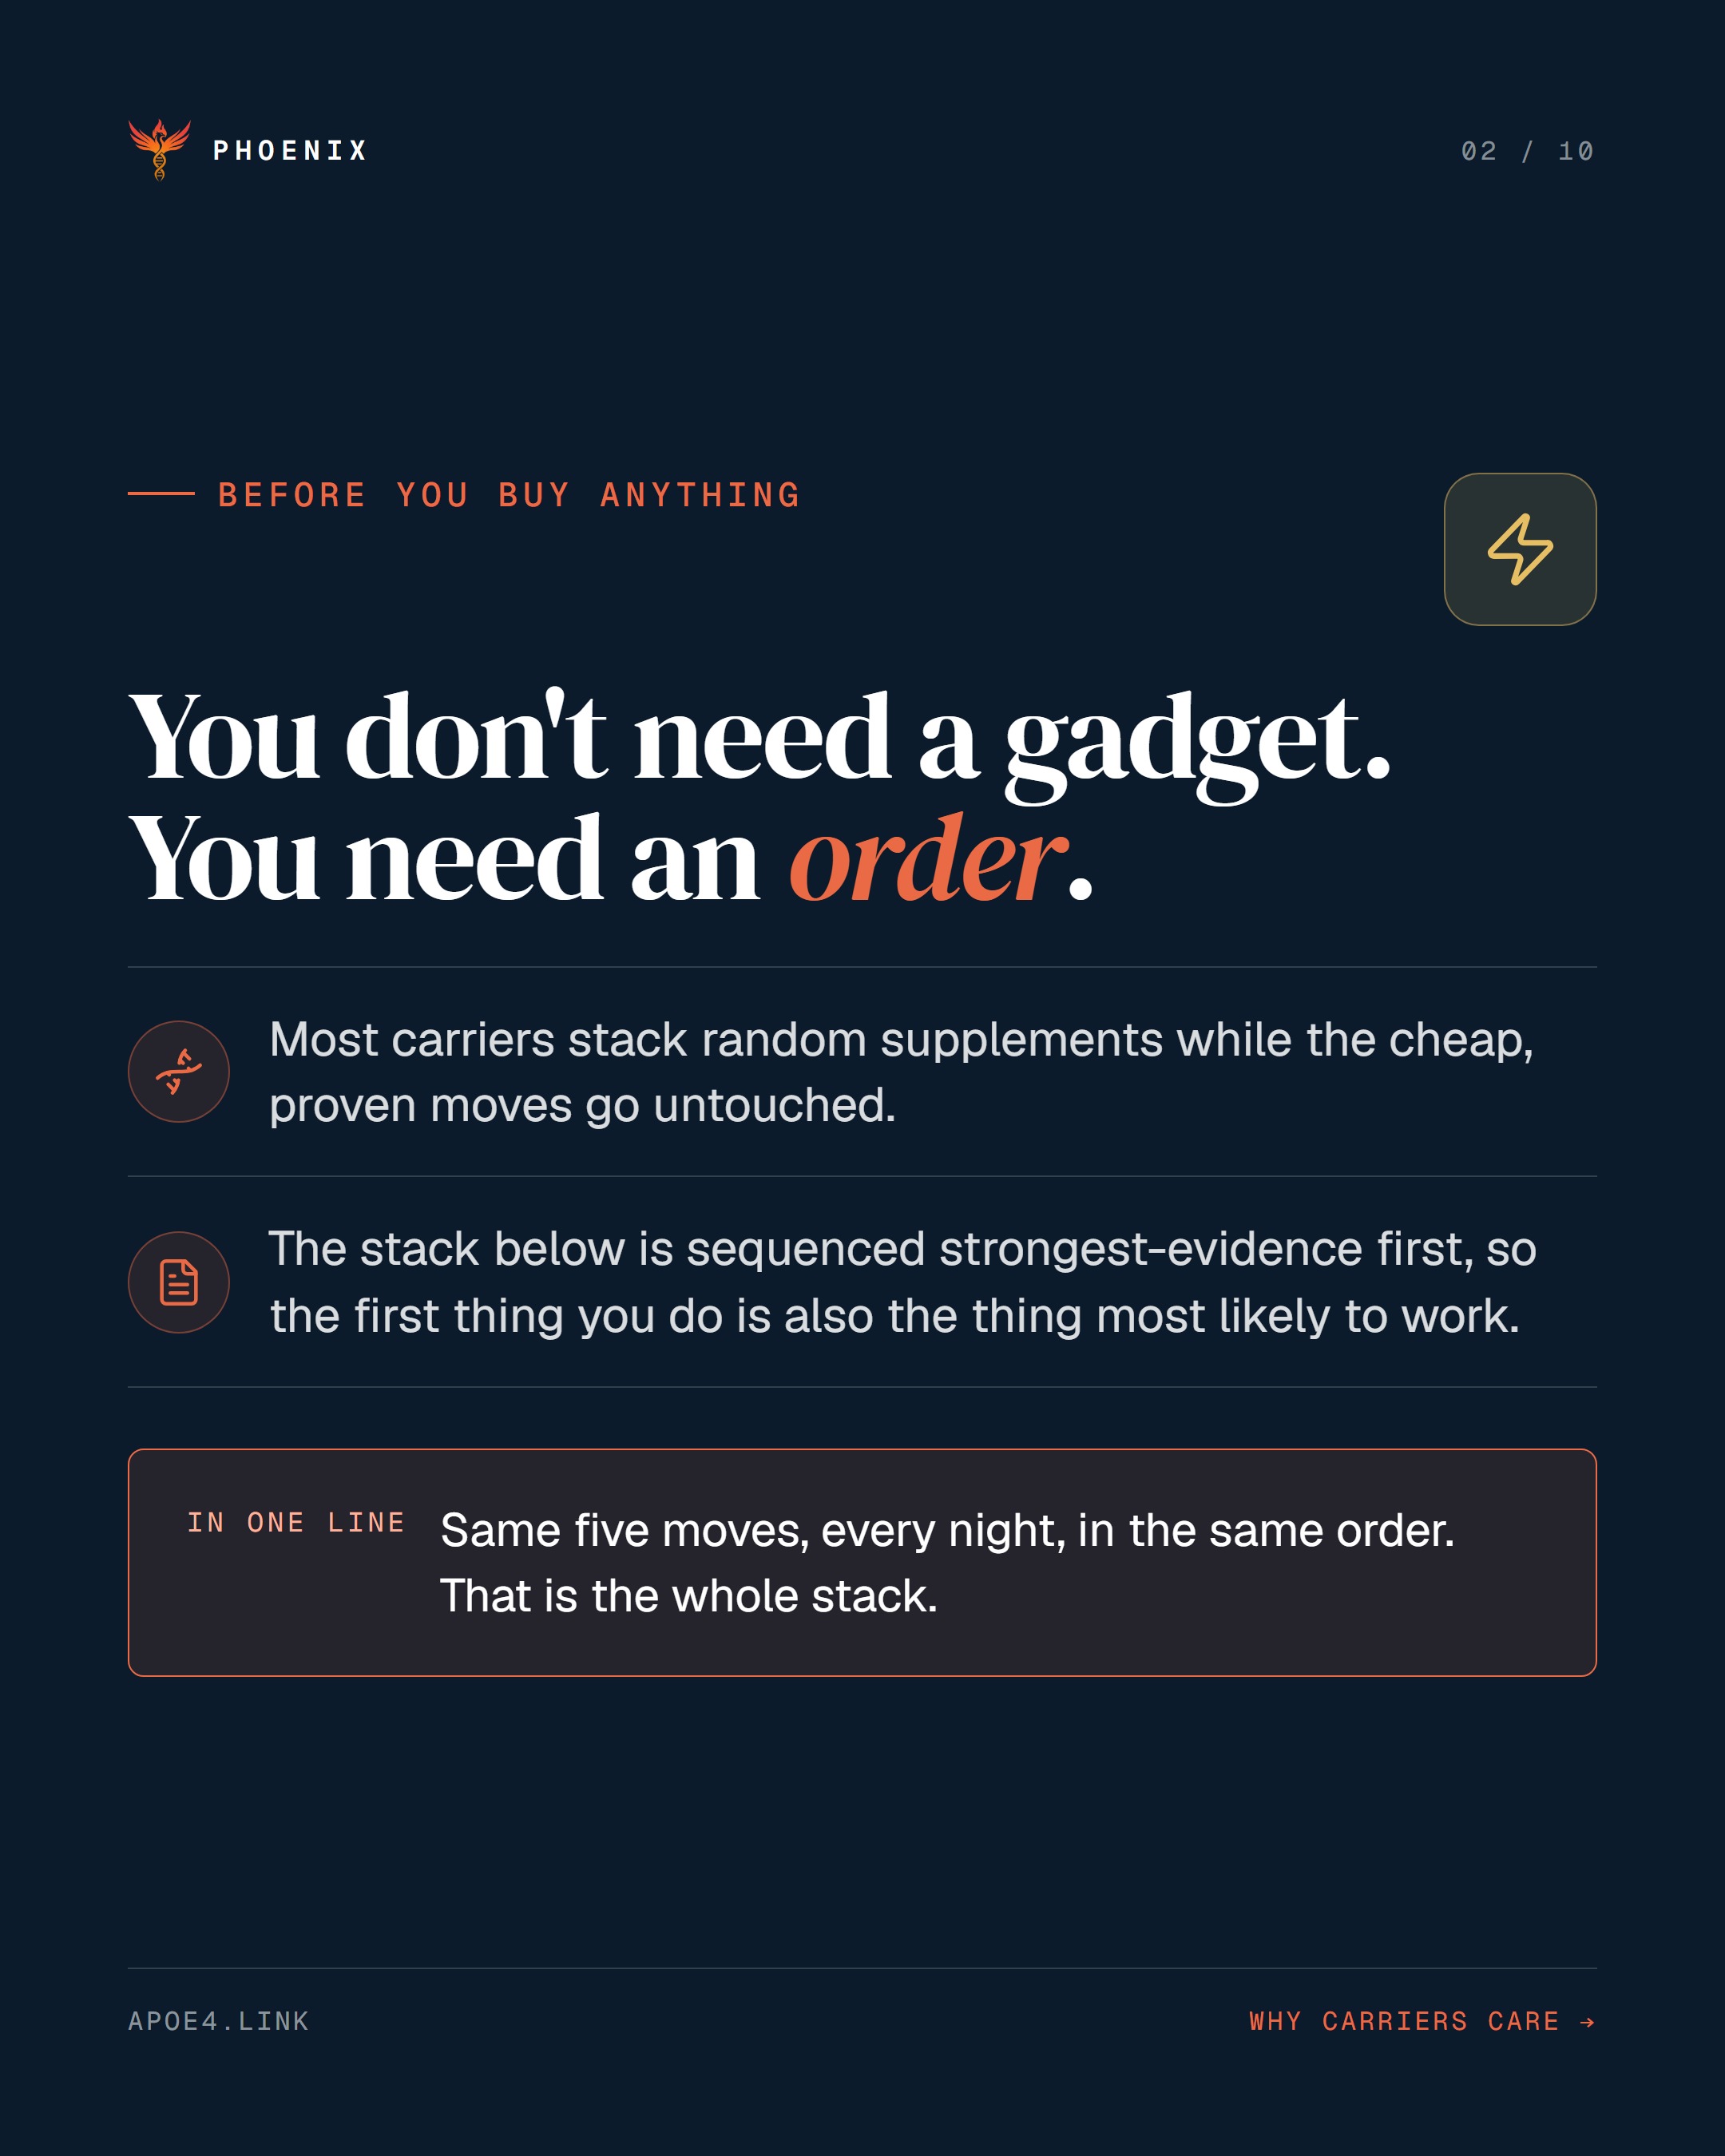 PHOENIX
02 / 10
BEFORE YOU BUY ANYTHING
You don't need a gadget.
You need an order.
Most carriers stack random supplements while the cheap,
proven moves go untouched.
The stack below is sequenced strongest-evidence first, so
the first thing you do is also the thing most likely to work.
IN ONE LINE
Same five moves, every night, in the same order.
That is the whole stack.
APOE4.LINK
WHY CARRIERS CARE →